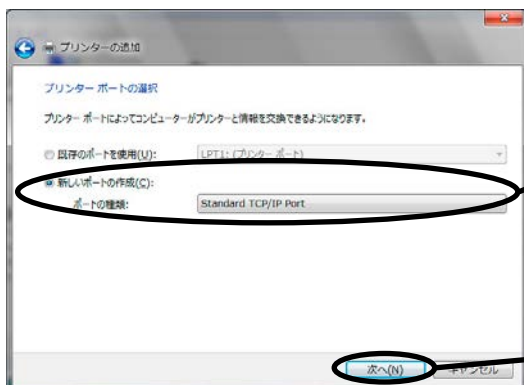 プリンターの追加
プリンター ポートの選択
プリンター ポートによってコンピューターがプリンターと情報を交換できるようになります。
既存のポートを使用(U): LPT1: (プリンター ポート)
新しいポートの作成(C):
ポートの種類: Standard TCP/IP Port
次へ(N) キャンセル